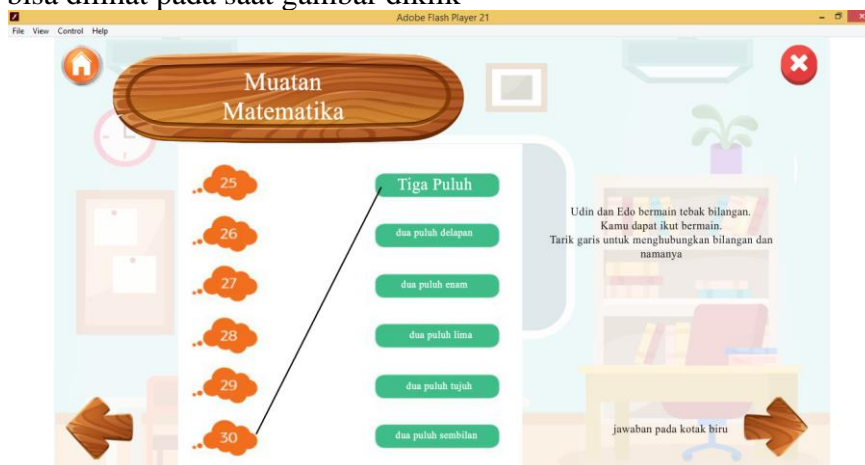 bisa dilihat pada saat gambar diklik
Adobe Flash Player 21
File View Control Help
Muatan
Matematika
25
Tiga Puluh
26
dua puluh delapan
27
dua puluh enam
28
dua puluh lima
29
dua puluh tujuh
30
dua puluh sembilan
Udin dan Edo bermain tebak bilangan.
Kamu dapat ikut bermain.
Tarik garis untuk menghubungkan bilangan dan
namanya
jawaban pada kotak biru